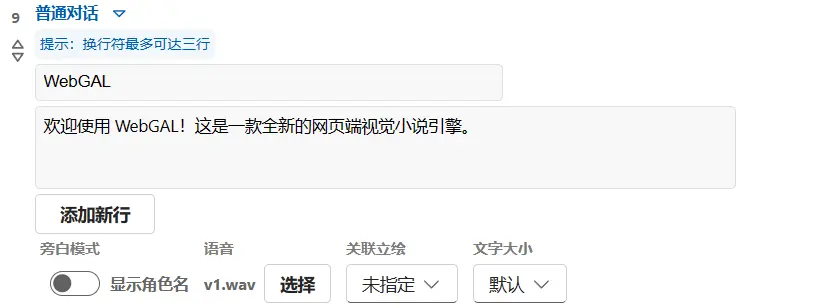 9 普通对话
提示：换行符最多可达三行
WebGAL
欢迎使用 WebGAL！这是一款全新的网页端视觉小说引擎。
添加新行
旁白模式 语音 关联立绘 文字大小
显示角色名 v1.wav 选择 未指定 默认